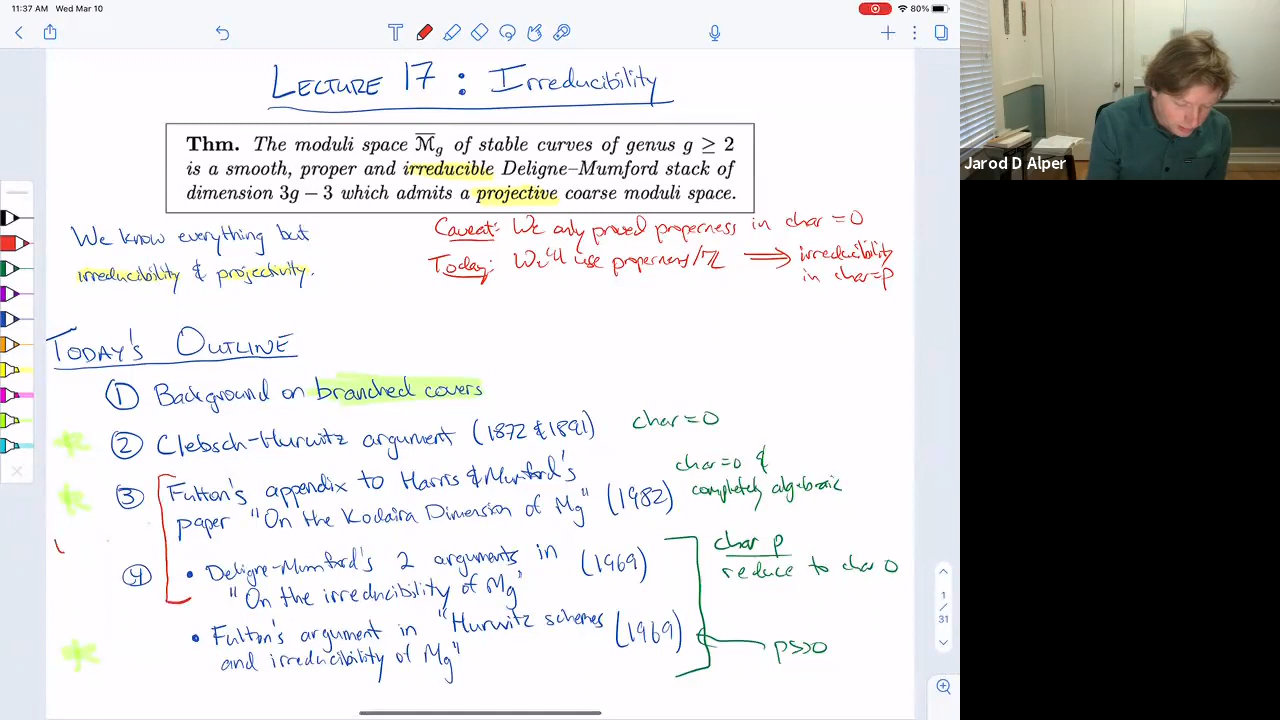 11:37 AM Wed Mar 10
80%
LECTURE 17 : Irreducibility
Thm. The moduli space M̅g of stable curves of genus g ≥ 2
is a smooth, proper and irreducible Deligne–Mumford stack of
dimension 3g − 3 which admits a projective coarse moduli space.
We know everything but
irreducibility & projectivity.
Caveat: We only proved properness in char = 0
Today: We'll use properness/ℤ ⟹ irreducibility
in char = p
TODAY'S OUTLINE
① Background on branched covers
② Clebsch-Hurwitz argument (1872 & 1891) char = 0
③ Fulton's appendix to Harris & Mumford's
paper "On the Kodaira Dimension of Mg" (1982)
char = 0 &
completely algebraic
④ • Deligne-Mumford's 2 arguments in (1969)
"On the irreducibility of Mg"
char p
reduce to char 0
• Fulton's argument in "Hurwitz schemes (1969)
and irreducibility of Mg"
p>>0
1
/
31
Jarod D Alper